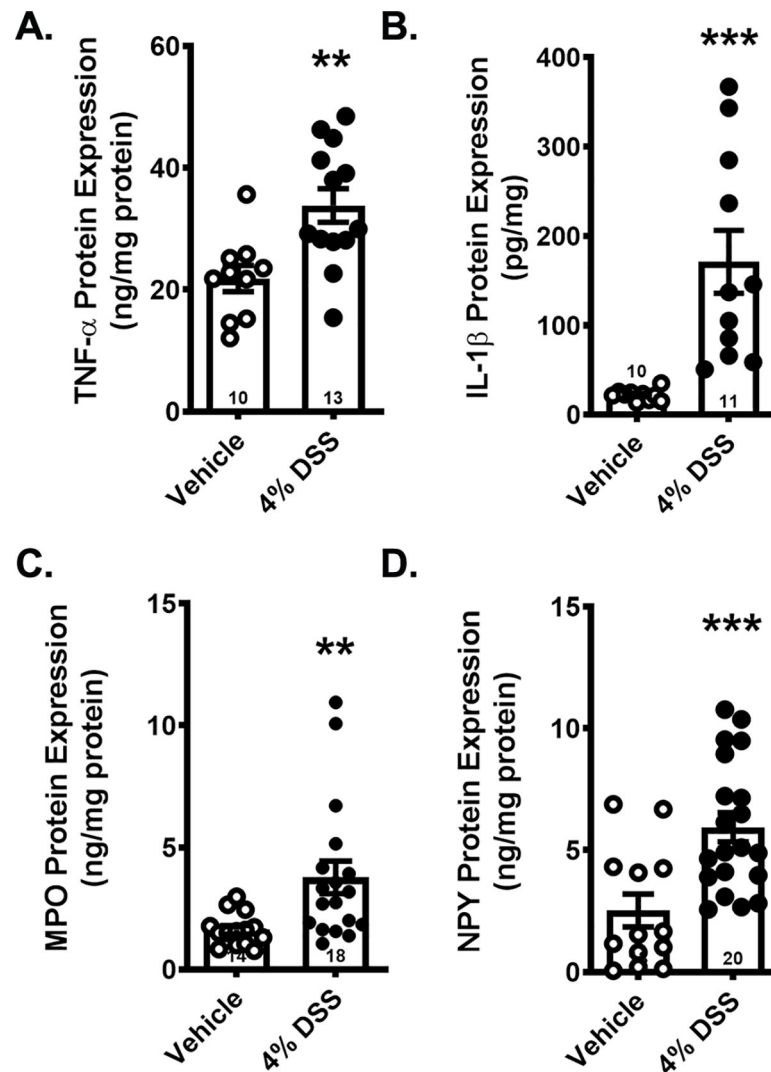 A.
TNF-α Protein Expression
(ng/mg protein)
60
40
20
0
**
10
13
Vehicle
4% DSS
B.
IL-1β Protein Expression
(pg/mg)
400
300
200
100
0
***
10
11
Vehicle
4% DSS
C.
MPO Protein Expression
(ng/mg protein)
15
10
5
0
**
14
18
Vehicle
4% DSS
D.
NPY Protein Expression
(ng/mg protein)
15
10
5
0
***
20
Vehicle
4% DSS